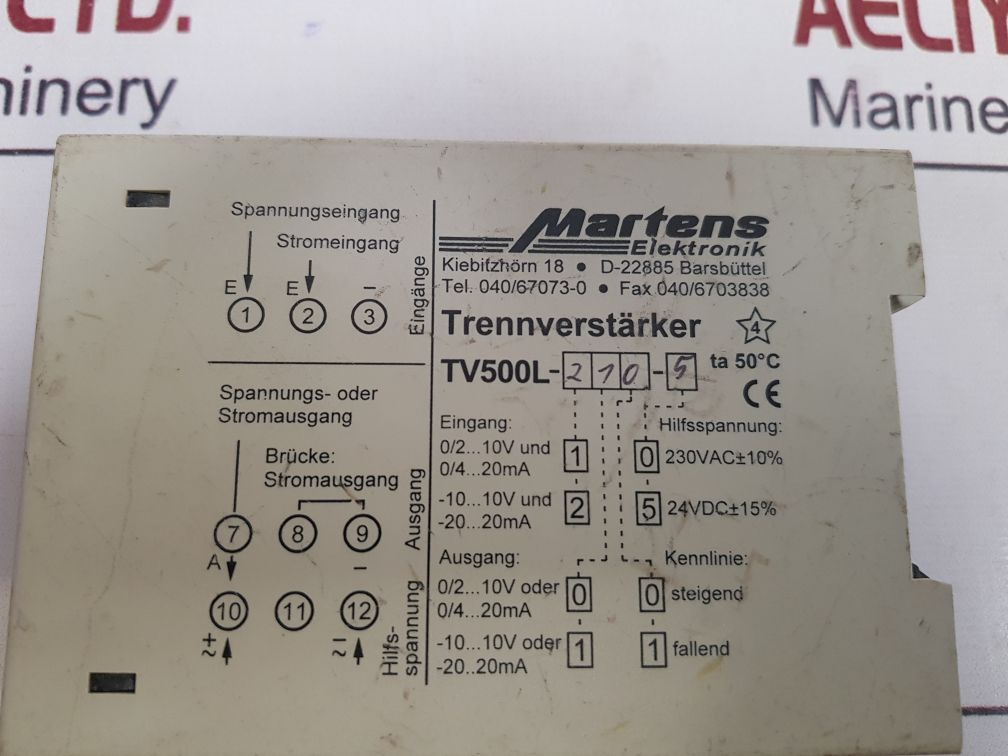 LTD.
AELIY
hinery
Marine
Spannungseingang
Stromeingang
E E –
1 2 3
Eingänge
Spannungs- oder
Stromausgang
Brücke:
Stromausgang
7 8 9
A –
Ausgang
10 11 12
+ ~ – ~
Hilfs-
spannung
Martens
Elektronik
Kiebitzhörn 18 • D-22885 Barsbüttel
Tel. 040/67073-0 • Fax 040/6703838
Trennverstärker 4
TV500L-210-5 ta 50°C
CE
Eingang: Hilfsspannung:
0/2...10V und 1 0 230VAC±10%
0/4...20mA
-10...10V und 2 5 24VDC±15%
-20...20mA
Ausgang: Kennlinie:
0/2...10V oder 0 0 steigend
0/4...20mA
-10...10V oder 1 1 fallend
-20..20mA